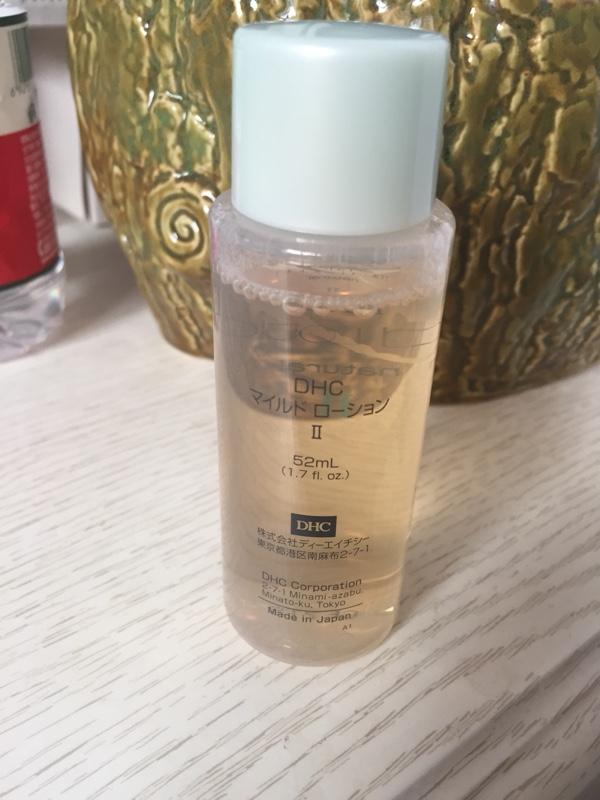 DHC
マイルド ローション
II
52mL
(1.7 fl. oz.)
DHC
株式会社ディーエイチシー
東京都港区南麻布2-7-1
DHC Corporation
2-7-1 Minami-azabu,
Minato-ku, Tokyo
Made in Japan
A1